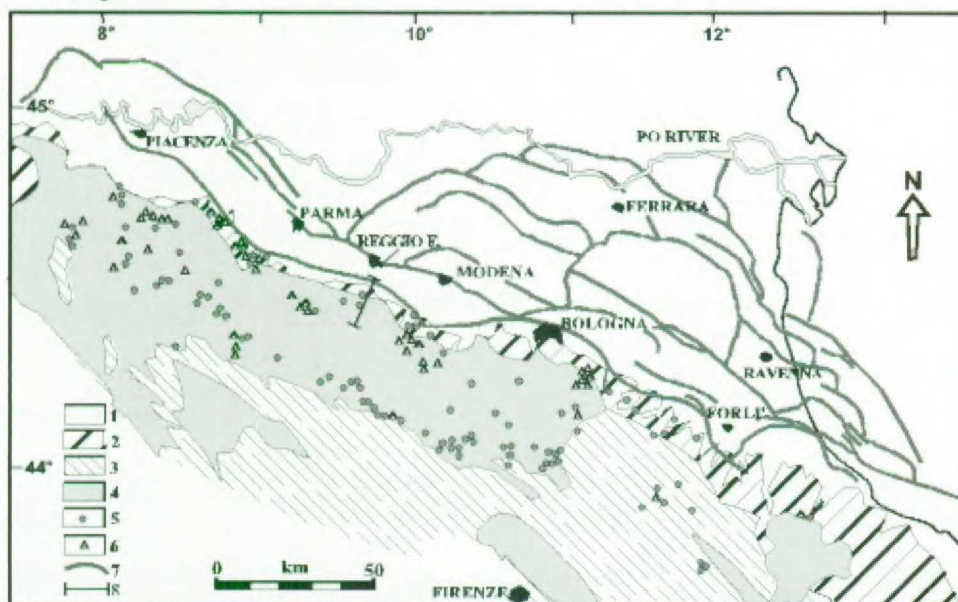 8° 10° 12°
45°
PO RIVER
PIACENZA
N
PARMA
FERRARA
REGGIO E.
MODENA
BOLOGNA
RAVENNA
FORLI'
1
2
3
44°
4
5
6
7
8
0 km 50
FIRENZE